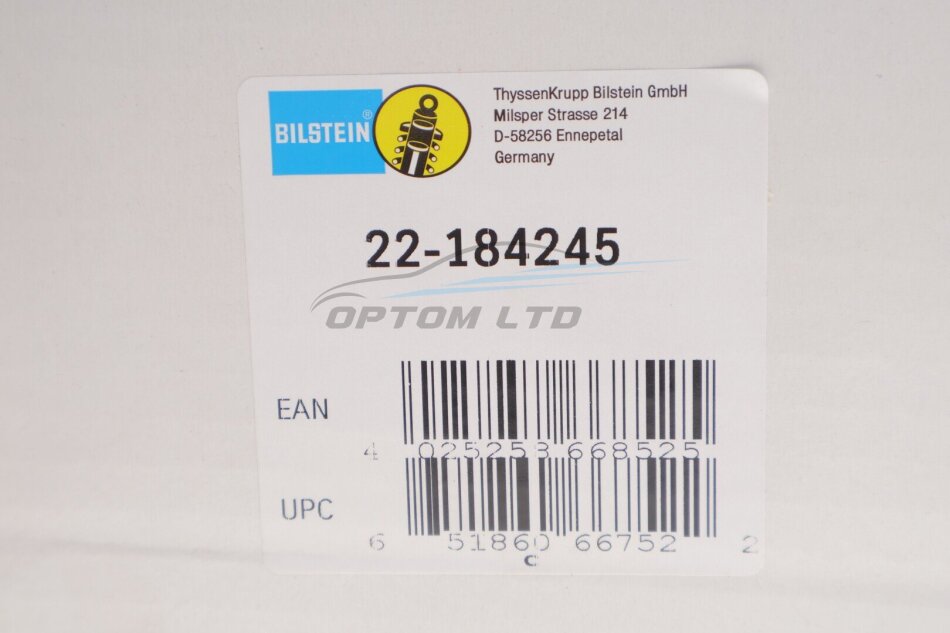 BILSTEIN®
ThyssenKrupp Bilstein GmbH
Milsper Strasse 214
D-58256 Ennepetal
Germany
22-184245
OPTOM LTD
EAN
4 025258 668525
UPC
6 51860 66752 2
C